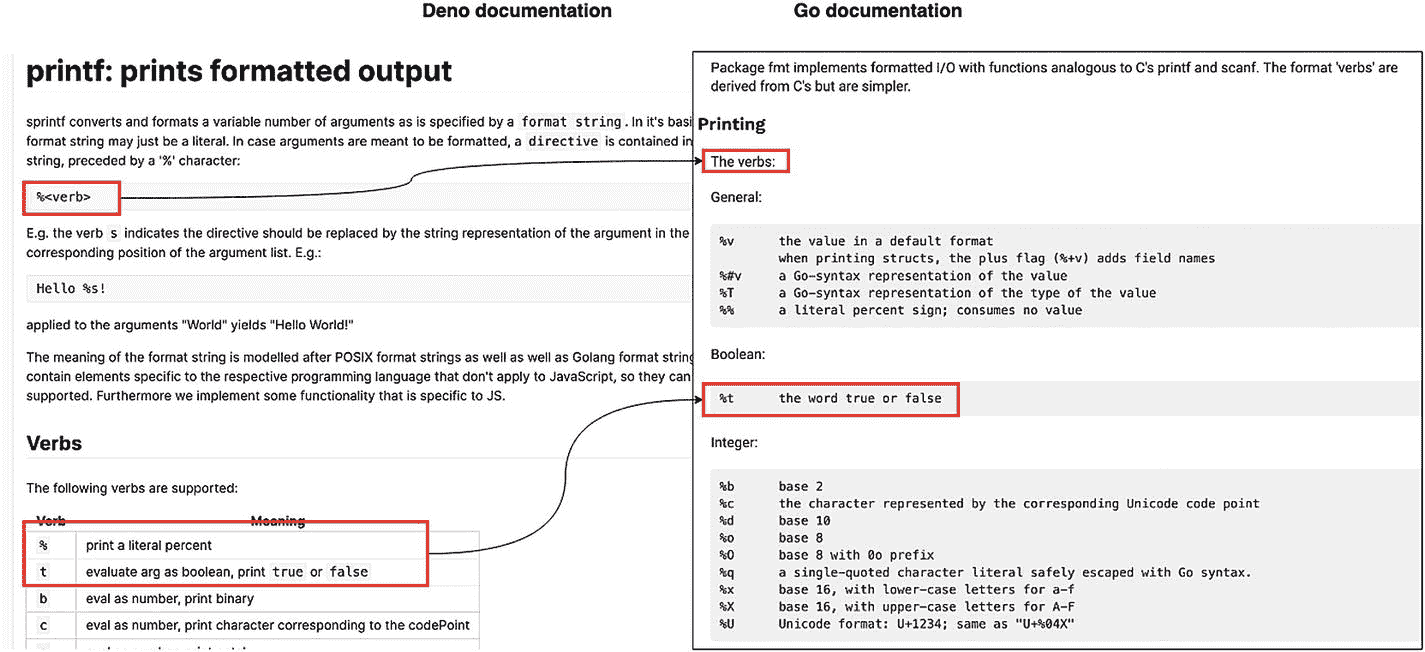 Deno documentation
Go documentation
printf: prints formatted output
sprintf converts and formats a variable number of arguments as is specified by a format string. In it's basi
format string may just be a literal. In case arguments are meant to be formatted, a directive is contained in
string, preceded by a '%' character:
%<verb>
E.g. the verb s indicates the directive should be replaced by the string representation of the argument in the
corresponding position of the argument list. E.g.:
Hello %s!
applied to the arguments "World" yields "Hello World!"
The meaning of the format string is modelled after POSIX format strings as well as well as Golang format string
contain elements specific to the respective programming language that don't apply to JavaScript, so they can
supported. Furthermore we implement some functionality that is specific to JS.
Verbs
The following verbs are supported:
Verb Meaning
% print a literal percent
t evaluate arg as boolean, print true or false
b eval as number, print binary
c eval as number, print character corresponding to the codePoint
Package fmt implements formatted I/O with functions analogous to C's printf and scanf. The format 'verbs' are
derived from C's but are simpler.
Printing
The verbs:
General:
%v the value in a default format
when printing structs, the plus flag (%+v) adds field names
%#v a Go-syntax representation of the value
%T a Go-syntax representation of the type of the value
%% a literal percent sign; consumes no value
Boolean:
%t the word true or false
Integer:
%b base 2
%c the character represented by the corresponding Unicode code point
%d base 10
%o base 8
%O base 8 with 0o prefix
%q a single-quoted character literal safely escaped with Go syntax.
%x base 16, with lower-case letters for a-f
%X base 16, with upper-case letters for A-F
%U Unicode format: U+1234; same as "U+%04X"